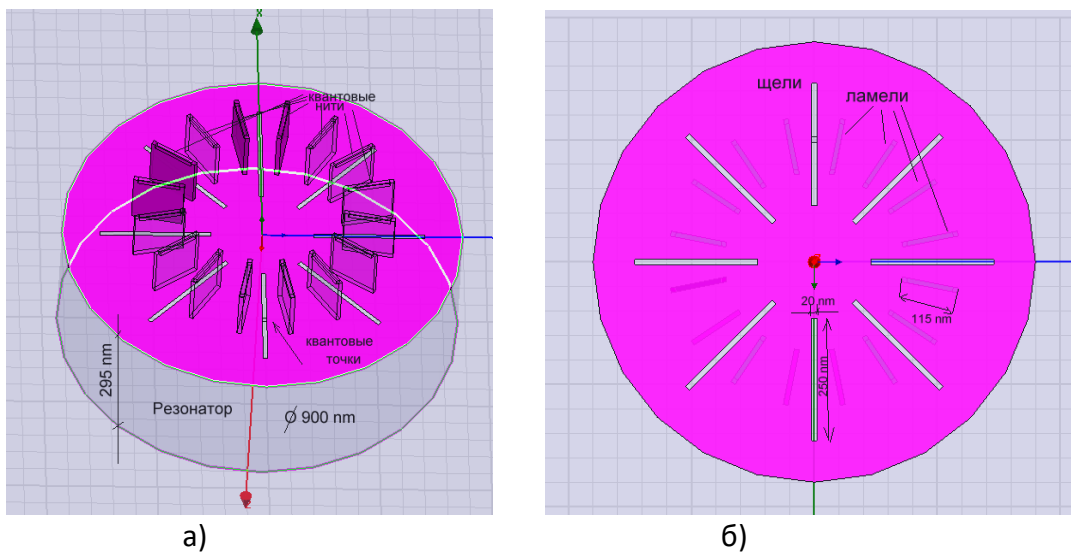 x
квантовые
нити
квантовые
точки
295 nm
Резонатор
Ø 900 nm
z
а)
щели
ламели
20 nm
115 nm
250 nm
б)